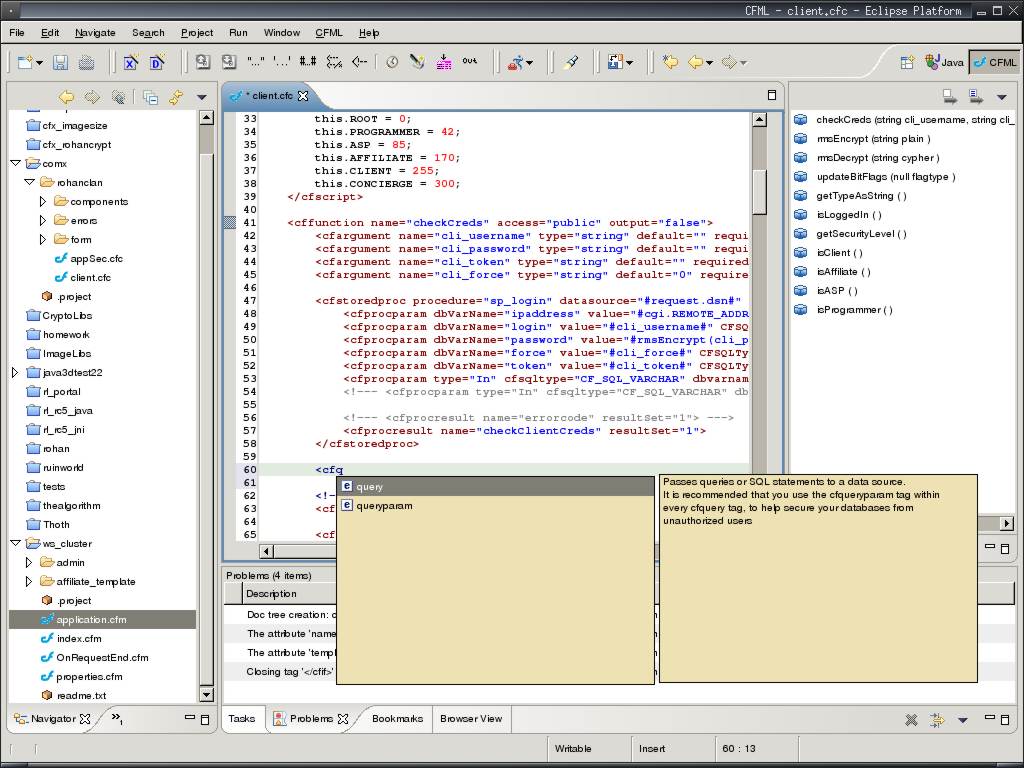 CFML - client.cfc - Eclipse Platform
File Edit Navigate Search Project Run Window CFML Help
"..." '...' #..# <!-- out
Java CFML
cfx_imagesize
cfx_rohancrypt
comx
rohanclan
components
errors
form
appSec.cfc
client.cfc
.project
CryptoLibs
homework
ImageLibs
java3dtest22
rl_portal
rl_rc5_java
rl_rc5_jni
rohan
ruinworld
tests
thealgorithm
Thoth
ws_cluster
admin
affiliate_template
.project
application.cfm
index.cfm
OnRequestEnd.cfm
properties.cfm
readme.txt
Navigator
* client.cfc
33 this.ROOT = 0;
34 this.PROGRAMMER = 42;
35 this.ASP = 85;
36 this.AFFILIATE = 170;
37 this.CLIENT = 255;
38 this.CONCIERGE = 300;
39 </cfscript>
40
41 <cffunction name="checkCreds" access="public" output="false">
42 <cfargument name="cli_username" type="string" default="" requi
43 <cfargument name="cli_password" type="string" default="" requi
44 <cfargument name="cli_token" type="string" default="" required
45 <cfargument name="cli_force" type="string" default="0" require
46
47 <cfstoredproc procedure="sp_login" datasource="#request.dsn#"
48 <cfprocparam dbVarName="ipaddress" value="#cgi.REMOTE_ADDR
49 <cfprocparam dbVarName="login" value="#cli_username#" CFSQ
50 <cfprocparam dbVarName="password" value="#rmsEncrypt(cli_p
51 <cfprocparam dbVarName="force" value="#cli_force#" CFSQLTy
52 <cfprocparam dbVarName="token" value="#cli_token#" CFSQLTy
53 <cfprocparam type="In" cfsqltype="CF_SQL_VARCHAR" dbvarnam
54 <!--- <cfprocparam type="In" cfsqltype="CF_SQL_VARCHAR" db
55
56 <!--- <cfprocresult name="errorcode" resultSet="1"> --->
57 <cfprocresult name="checkClientCreds" resultSet="1">
58 </cfstoredproc>
59
60 <cfq
61
62 <!-
63 <cf
64
65 <cf
query
queryparam
Passes queries or SQL statements to a data source.
It is recommended that you use the cfqueryparam tag within
every cfquery tag, to help secure your databases from
unauthorized users
checkCreds (string cli_username, string cli_
rmsEncrypt (string plain )
rmsDecrypt (string cypher )
updateBitFlags (null flagtype )
getTypeAsString ( )
isLoggedIn ( )
getSecurityLevel ( )
isClient ( )
isAffiliate ( )
isASP ( )
isProgrammer ( )
Problems (4 items)
Description
Doc tree creation: c
The attribute 'name
The attribute 'templ
Closing tag '</cfif>'
Tasks Problems Bookmarks Browser View
Writable Insert 60 : 13